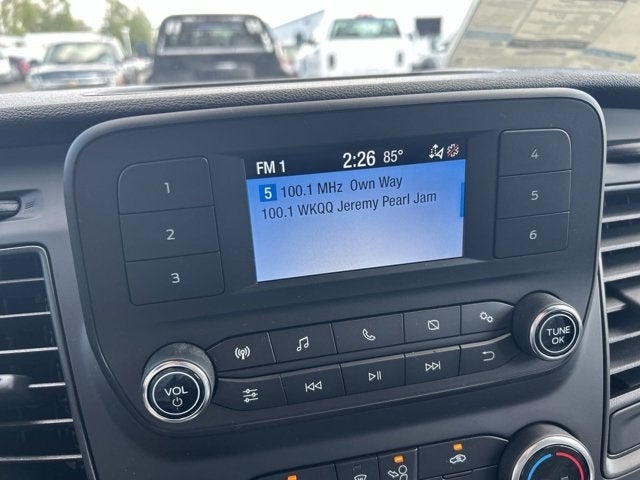 FM 1 2:26 85°
5 100.1 MHz Own Way
100.1 WKQQ Jeremy Pearl Jam
1
2
3
4
5
6
VOL
TUNE
OK